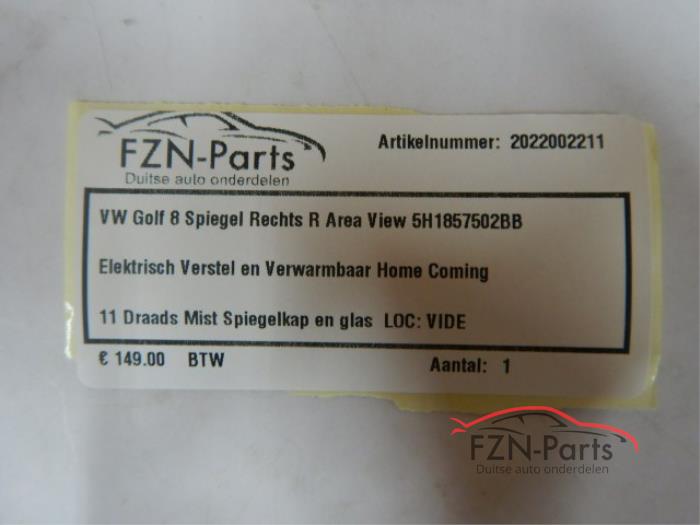 FZN-Parts
Duitse auto onderdelen
Artikelnummer: 2022002211
VW Golf 8 Spiegel Rechts R Area View 5H1857502BB
Elektrisch Verstel en Verwarmbaar Home Coming
11 Draads Mist Spiegelkap en glas LOC: VIDE
€ 149.00 BTW
Aantal: 1
FZN-Parts
Duitse auto onderdelen